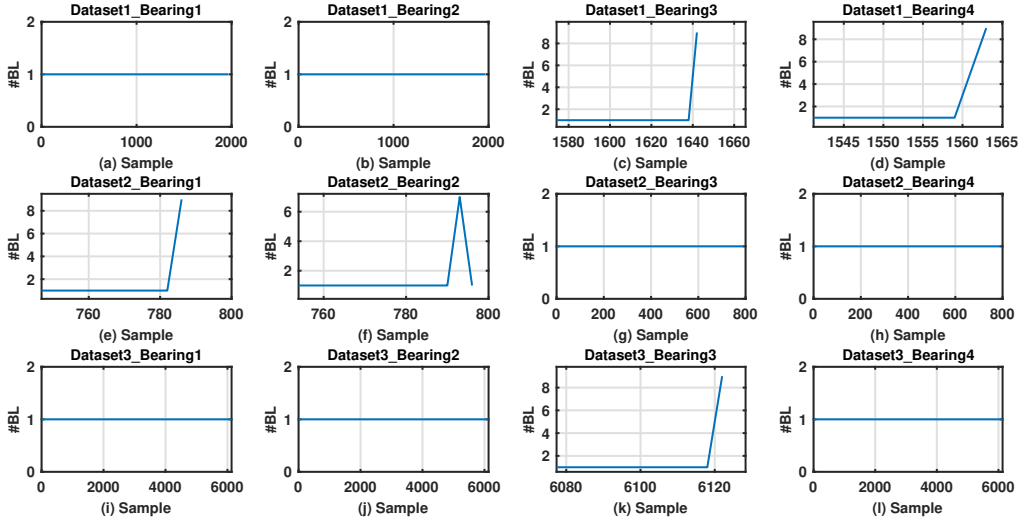 Dataset1_Bearing1
2
1
0
#BL
0 1000 2000
(a) Sample
Dataset1_Bearing2
2
1
0
#BL
0 1000 2000
(b) Sample
Dataset1_Bearing3
8
6
4
2
#BL
1580 1600 1620 1640 1660
(c) Sample
Dataset1_Bearing4
8
6
4
2
#BL
1545 1550 1555 1560 1565
(d) Sample
Dataset2_Bearing1
8
6
4
2
#BL
760 780 800
(e) Sample
Dataset2_Bearing2
6
4
2
#BL
760 780 800
(f) Sample
Dataset2_Bearing3
2
1
0
#BL
0 200 400 600 800
(g) Sample
Dataset2_Bearing4
2
1
0
#BL
0 200 400 600 800
(h) Sample
Dataset3_Bearing1
2
1
0
#BL
0 2000 4000 6000
(i) Sample
Dataset3_Bearing2
2
1
0
#BL
0 2000 4000 6000
(j) Sample
Dataset3_Bearing3
8
6
4
2
#BL
6080 6100 6120
(k) Sample
Dataset3_Bearing4
2
1
0
#BL
0 2000 4000 6000
(l) Sample